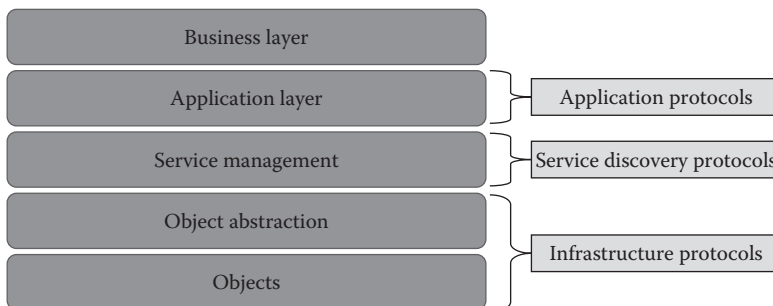 Business layer
Application layer
Application protocols
Service management
Service discovery protocols
Object abstraction
Infrastructure protocols
Objects